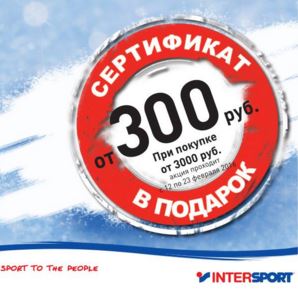 СЕРТИФИКАТ
от 300 руб.
При покупке
от 3000 руб.
акция проходит
с 12 по 23 февраля 2016
В ПОДАРОК
SPORT TO THE PEOPLE
INTERSPORT